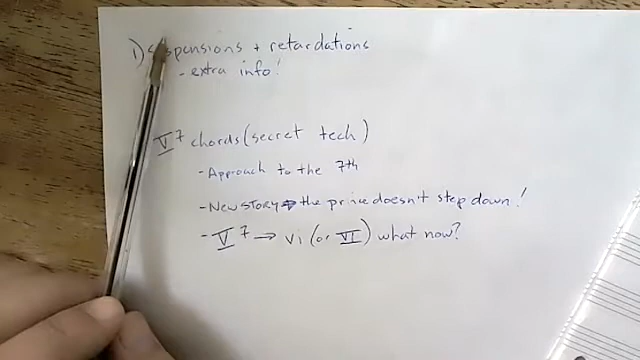 1) suspensions + retardations
- extra info!
V7 chords (secret tech)
- Approach to the 7th
- New STORY → the prince doesn't step down!
- V7 → vi (or VI) what now?